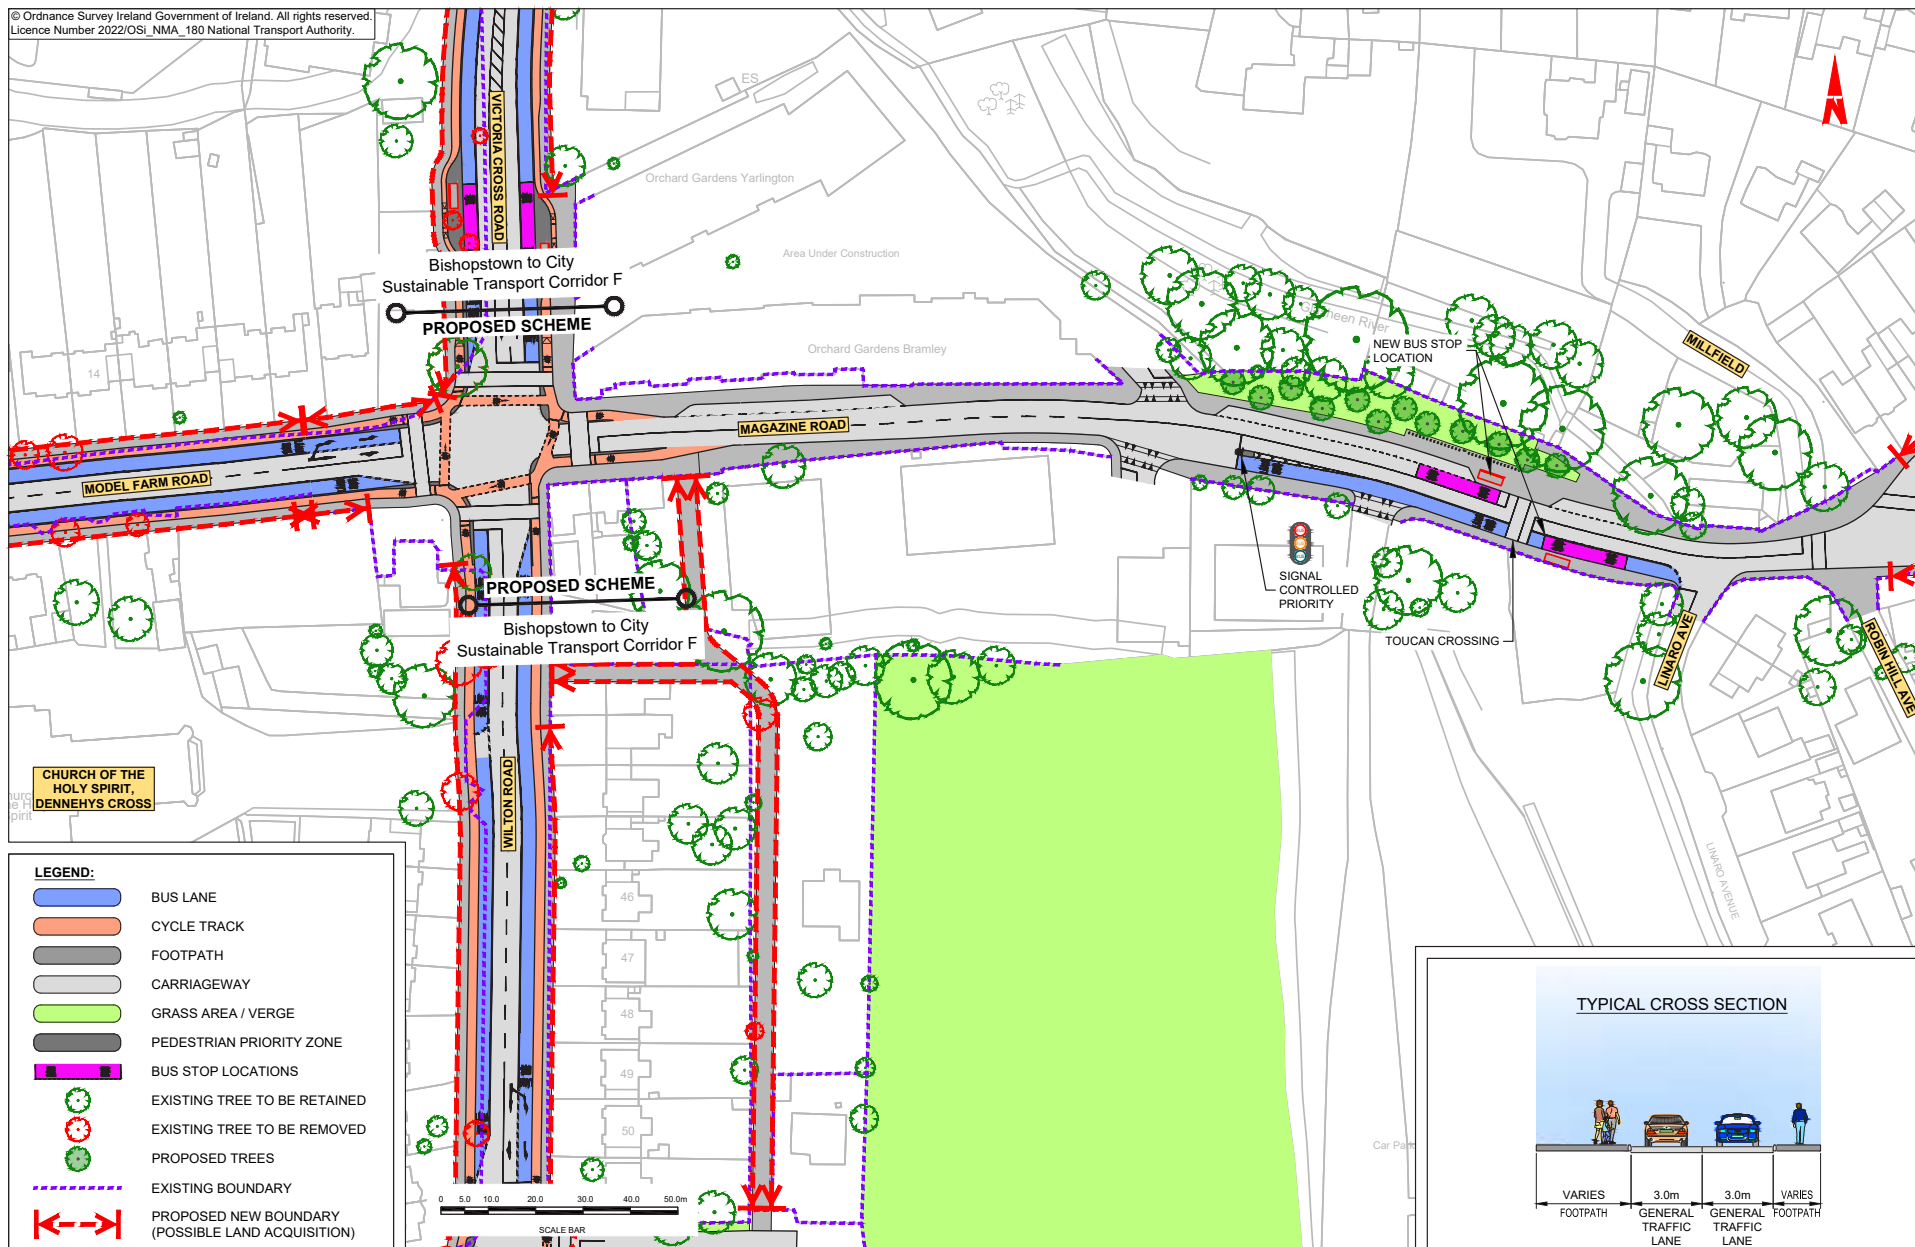 © Ordnance Survey Ireland Government of Ireland. All rights reserved.
Licence Number 2022/OSi_NMA_180 National Transport Authority.
ES
VICTORIA CROSS ROAD
Orchard Gardens Yarlington
Area Under Construction
Bishopstown to City
Sustainable Transport Corridor F
PROPOSED SCHEME
Orchard Gardens Bramley
14
NEW BUS STOP
LOCATION
MILLFIELD
MAGAZINE ROAD
MODEL FARM ROAD
SIGNAL
CONTROLLED
PRIORITY
TOUCAN CROSSING
LINARO AVE
ROBIN HILL AVE
PROPOSED SCHEME
Bishopstown to City
Sustainable Transport Corridor F
WILTON ROAD
CHURCH OF THE
HOLY SPIRIT,
DENNEHYS CROSS
LINARO AVENUE
46
47
48
49
50
Car Park
LEGEND:
BUS LANE
CYCLE TRACK
FOOTPATH
CARRIAGEWAY
GRASS AREA / VERGE
PEDESTRIAN PRIORITY ZONE
BUS STOP LOCATIONS
EXISTING TREE TO BE RETAINED
EXISTING TREE TO BE REMOVED
PROPOSED TREES
EXISTING BOUNDARY
PROPOSED NEW BOUNDARY
(POSSIBLE LAND ACQUISITION)
0 5.0 10.0 20.0 30.0 40.0 50.0m
SCALE BAR
TYPICAL CROSS SECTION
VARIES 3.0m 3.0m VARIES
FOOTPATH GENERAL TRAFFIC LANE GENERAL TRAFFIC LANE FOOTPATH